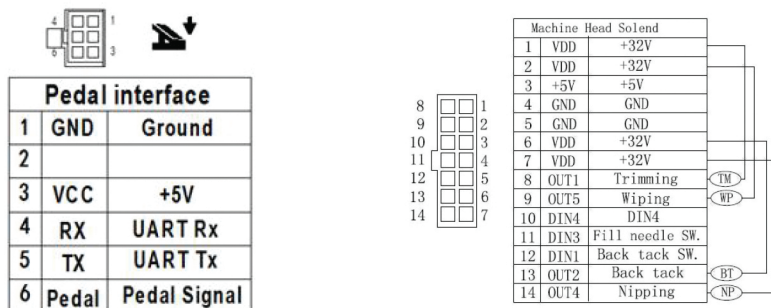 4 1
6 3
Pedal interface
1 GND Ground
2
3 VCC +5V
4 RX UART Rx
5 TX UART Tx
6 Pedal Pedal Signal
8 1
9 2
10 3
11 4
12 5
13 6
14 7
Machine Head Solend
1 VDD +32V
2 VDD +32V
3 +5V +5V
4 GND GND
5 GND GND
6 VDD +32V
7 VDD +32V
8 OUT1 Trimming TM
9 OUT5 Wiping WP
10 DIN4 DIN4
11 DIN3 Fill needle SW.
12 DIN1 Back tack SW.
13 OUT2 Back tack BT
14 OUT4 Nipping NP